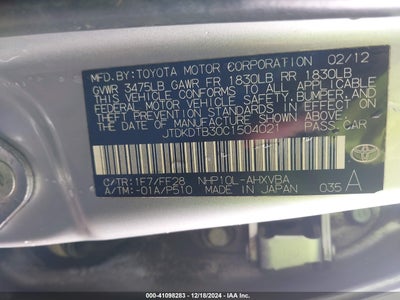 MFD. BY: TOYOTA MOTOR CORPORATION 02/12
GVWR 3475LB GAWR FR 1830LB RR 1830LB
THIS VEHICLE CONFORMS TO ALL APPLICABLE
FEDERAL MOTOR VEHICLE SAFETY, BUMPER, AND
THEFT PREVENTION STANDARDS IN EFFECT ON
THE DATE OF MANUFACTURE SHOWN ABOVE.
JTDKDTB30C1504021 PASS. CAR
C/TR: 1F7/FF28 NHP10L-AHXVBA
A/TM: -01A/P510 MADE IN JAPAN 035 A
TOYOTA
000-41098283 - 12/18/2024 - IAAI.COM